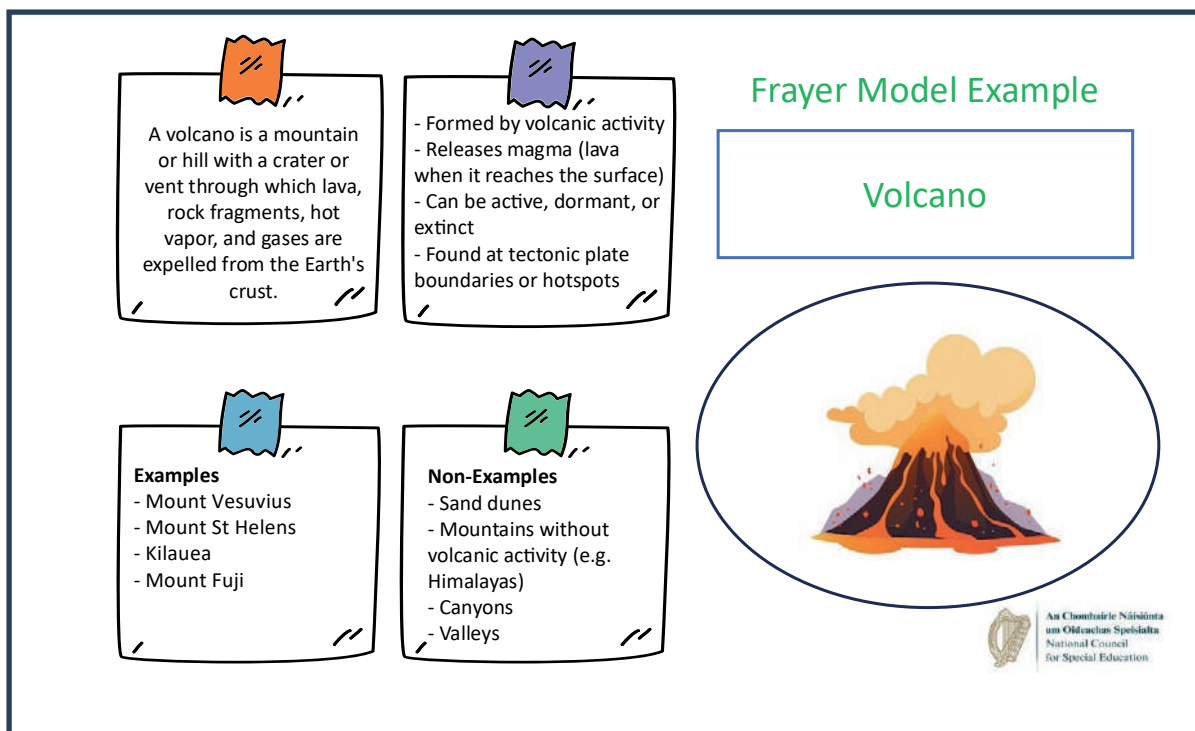 A volcano is a mountain
or hill with a crater or
vent through which lava,
rock fragments, hot
vapor, and gases are
expelled from the Earth's
crust.
- Formed by volcanic activity
- Releases magma (lava
when it reaches the surface)
- Can be active, dormant, or
extinct
- Found at tectonic plate
boundaries or hotspots
Frayer Model Example
Volcano
Examples
- Mount Vesuvius
- Mount St Helens
- Kilauea
- Mount Fuji
Non-Examples
- Sand dunes
- Mountains without
volcanic activity (e.g.
Himalayas)
- Canyons
- Valleys
An Chomhairle Náisiúnta
um Oideachas Speisialta
National Council
for Special Education